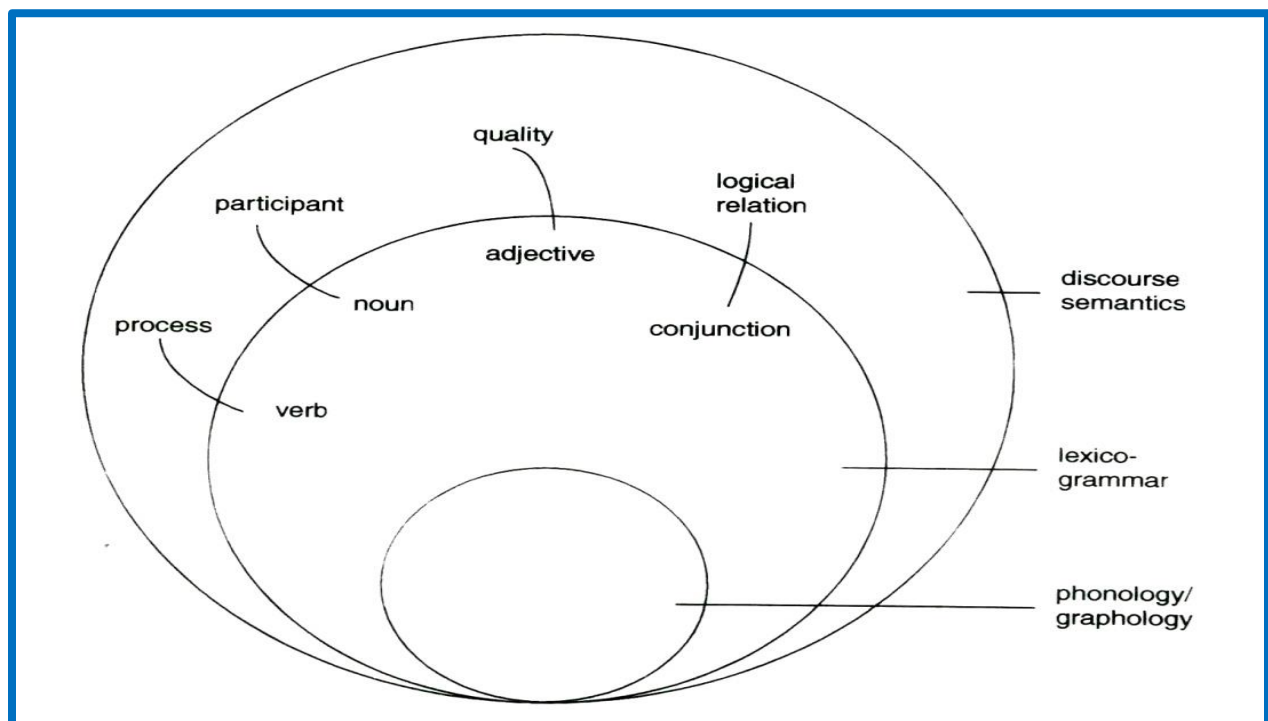 quality
logical
relation
participant
adjective
discourse
semantics
noun
process
conjunction
verb
lexico-
grammar
phonology/
graphology